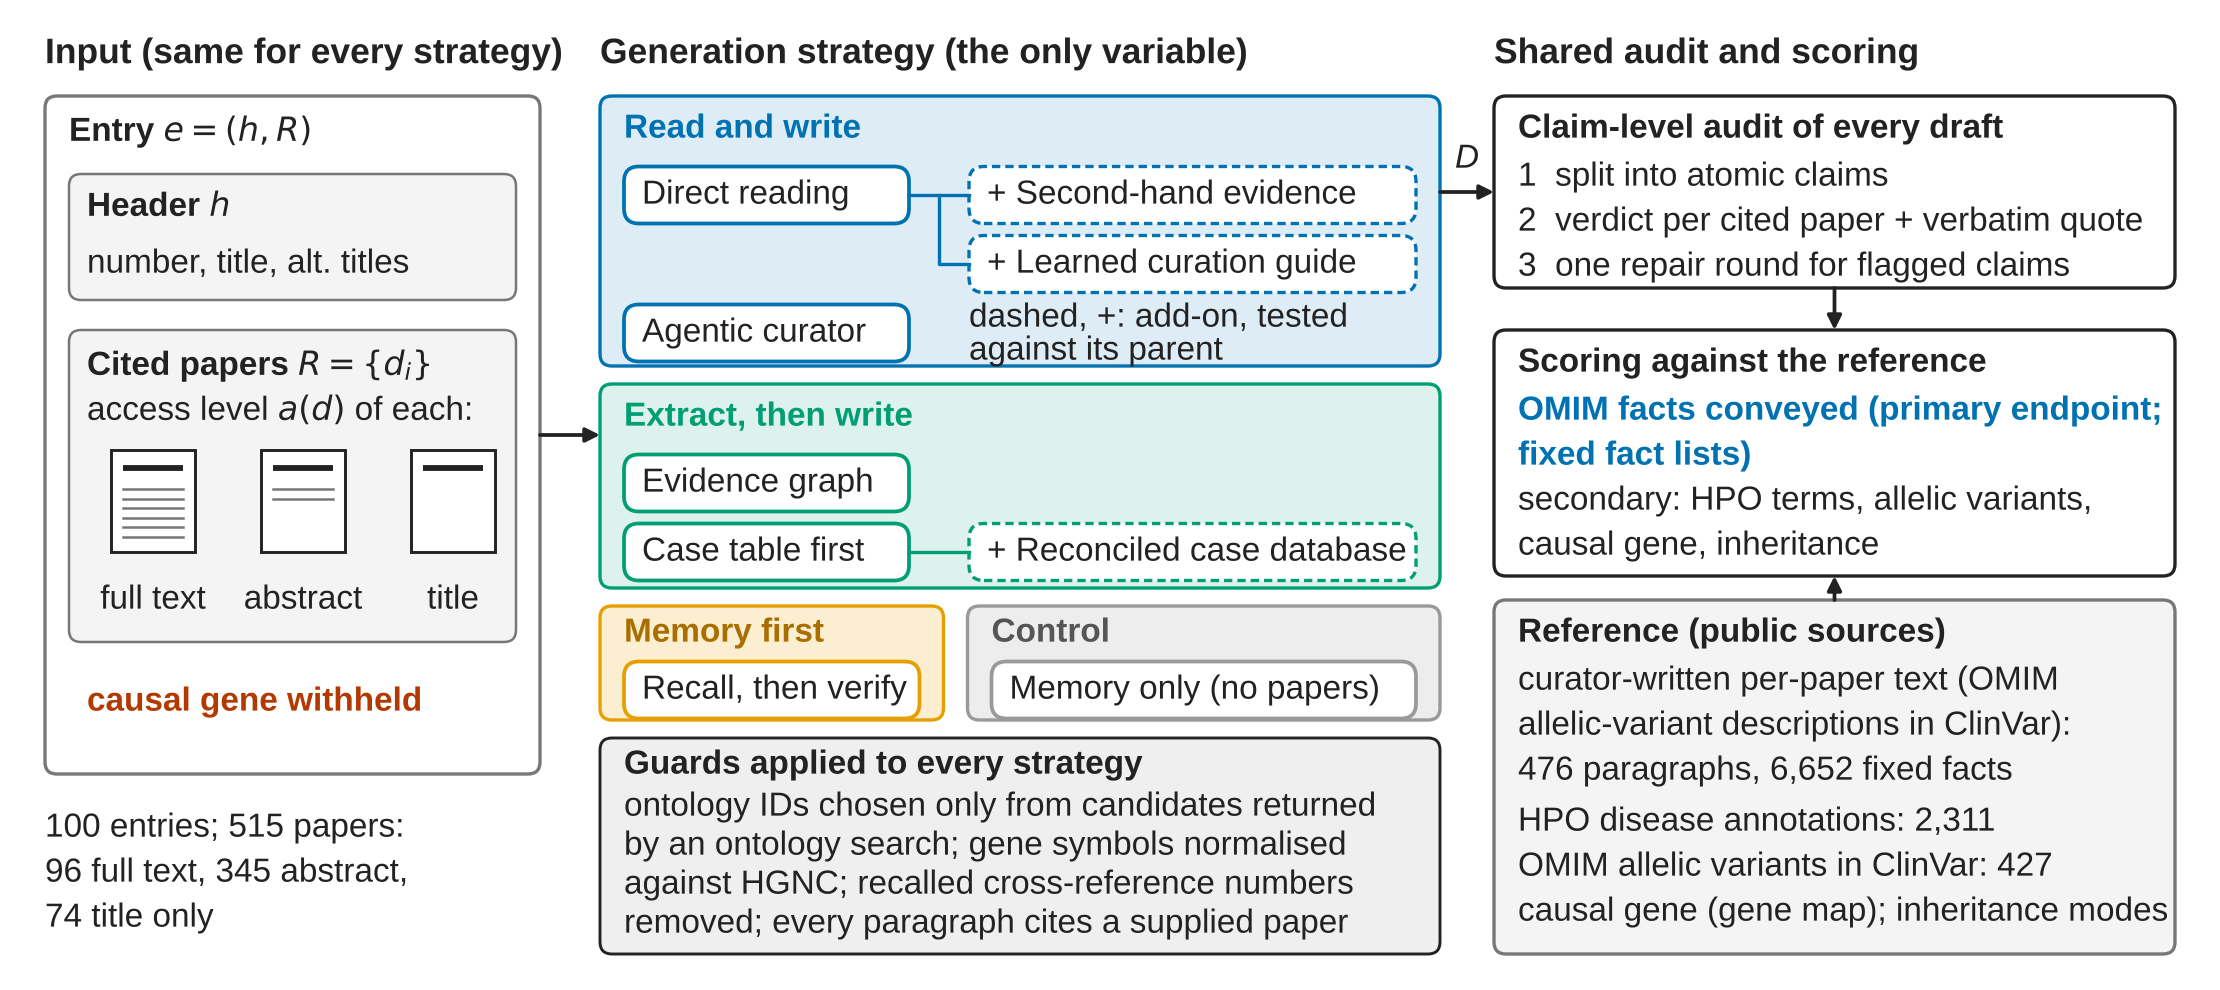 Input (same for every strategy)
Entry e = (h, R)
Header h
number, title, alt. titles
Cited papers R = {d_i}
access level a(d) of each:
full text
abstract
title
causal gene withheld
100 entries; 515 papers:
96 full text, 345 abstract,
74 title only
Generation strategy (the only variable)
Read and write
Direct reading
+ Second-hand evidence
+ Learned curation guide
Agentic curator
dashed, +: add-on, tested
against its parent
Extract, then write
Evidence graph
Case table first
+ Reconciled case database
Memory first
Recall, then verify
Control
Memory only (no papers)
Guards applied to every strategy
ontology IDs chosen only from candidates returned
by an ontology search; gene symbols normalised
against HGNC; recalled cross-reference numbers
removed; every paragraph cites a supplied paper
D
Shared audit and scoring
Claim-level audit of every draft
1 split into atomic claims
2 verdict per cited paper + verbatim quote
3 one repair round for flagged claims
Scoring against the reference
OMIM facts conveyed (primary endpoint;
fixed fact lists)
secondary: HPO terms, allelic variants,
causal gene, inheritance
Reference (public sources)
curator-written per-paper text (OMIM
allelic-variant descriptions in ClinVar):
476 paragraphs, 6,652 fixed facts
HPO disease annotations: 2,311
OMIM allelic variants in ClinVar: 427
causal gene (gene map); inheritance modes